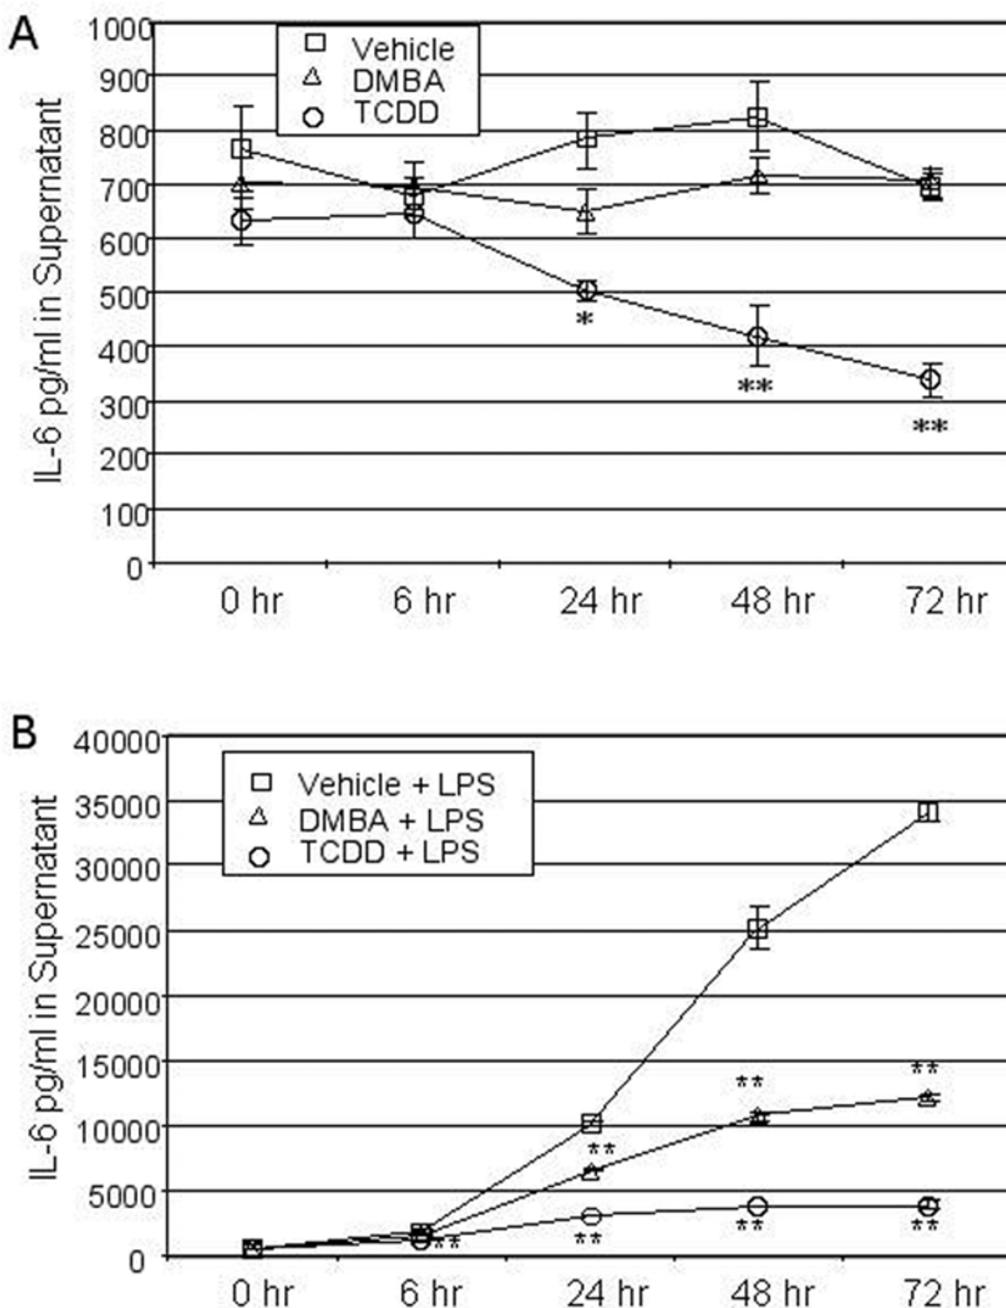 A
1000
900
800
700
600
500
400
300
200
100
0
IL-6 pg/ml in Supernatant
Vehicle
DMBA
TCDD
*
**
**
0 hr 6 hr 24 hr 48 hr 72 hr
B
40000
35000
30000
25000
20000
15000
10000
5000
0
IL-6 pg/ml in Supernatant
Vehicle + LPS
DMBA + LPS
TCDD + LPS
**
**
**
**
**
**
**
0 hr 6 hr 24 hr 48 hr 72 hr